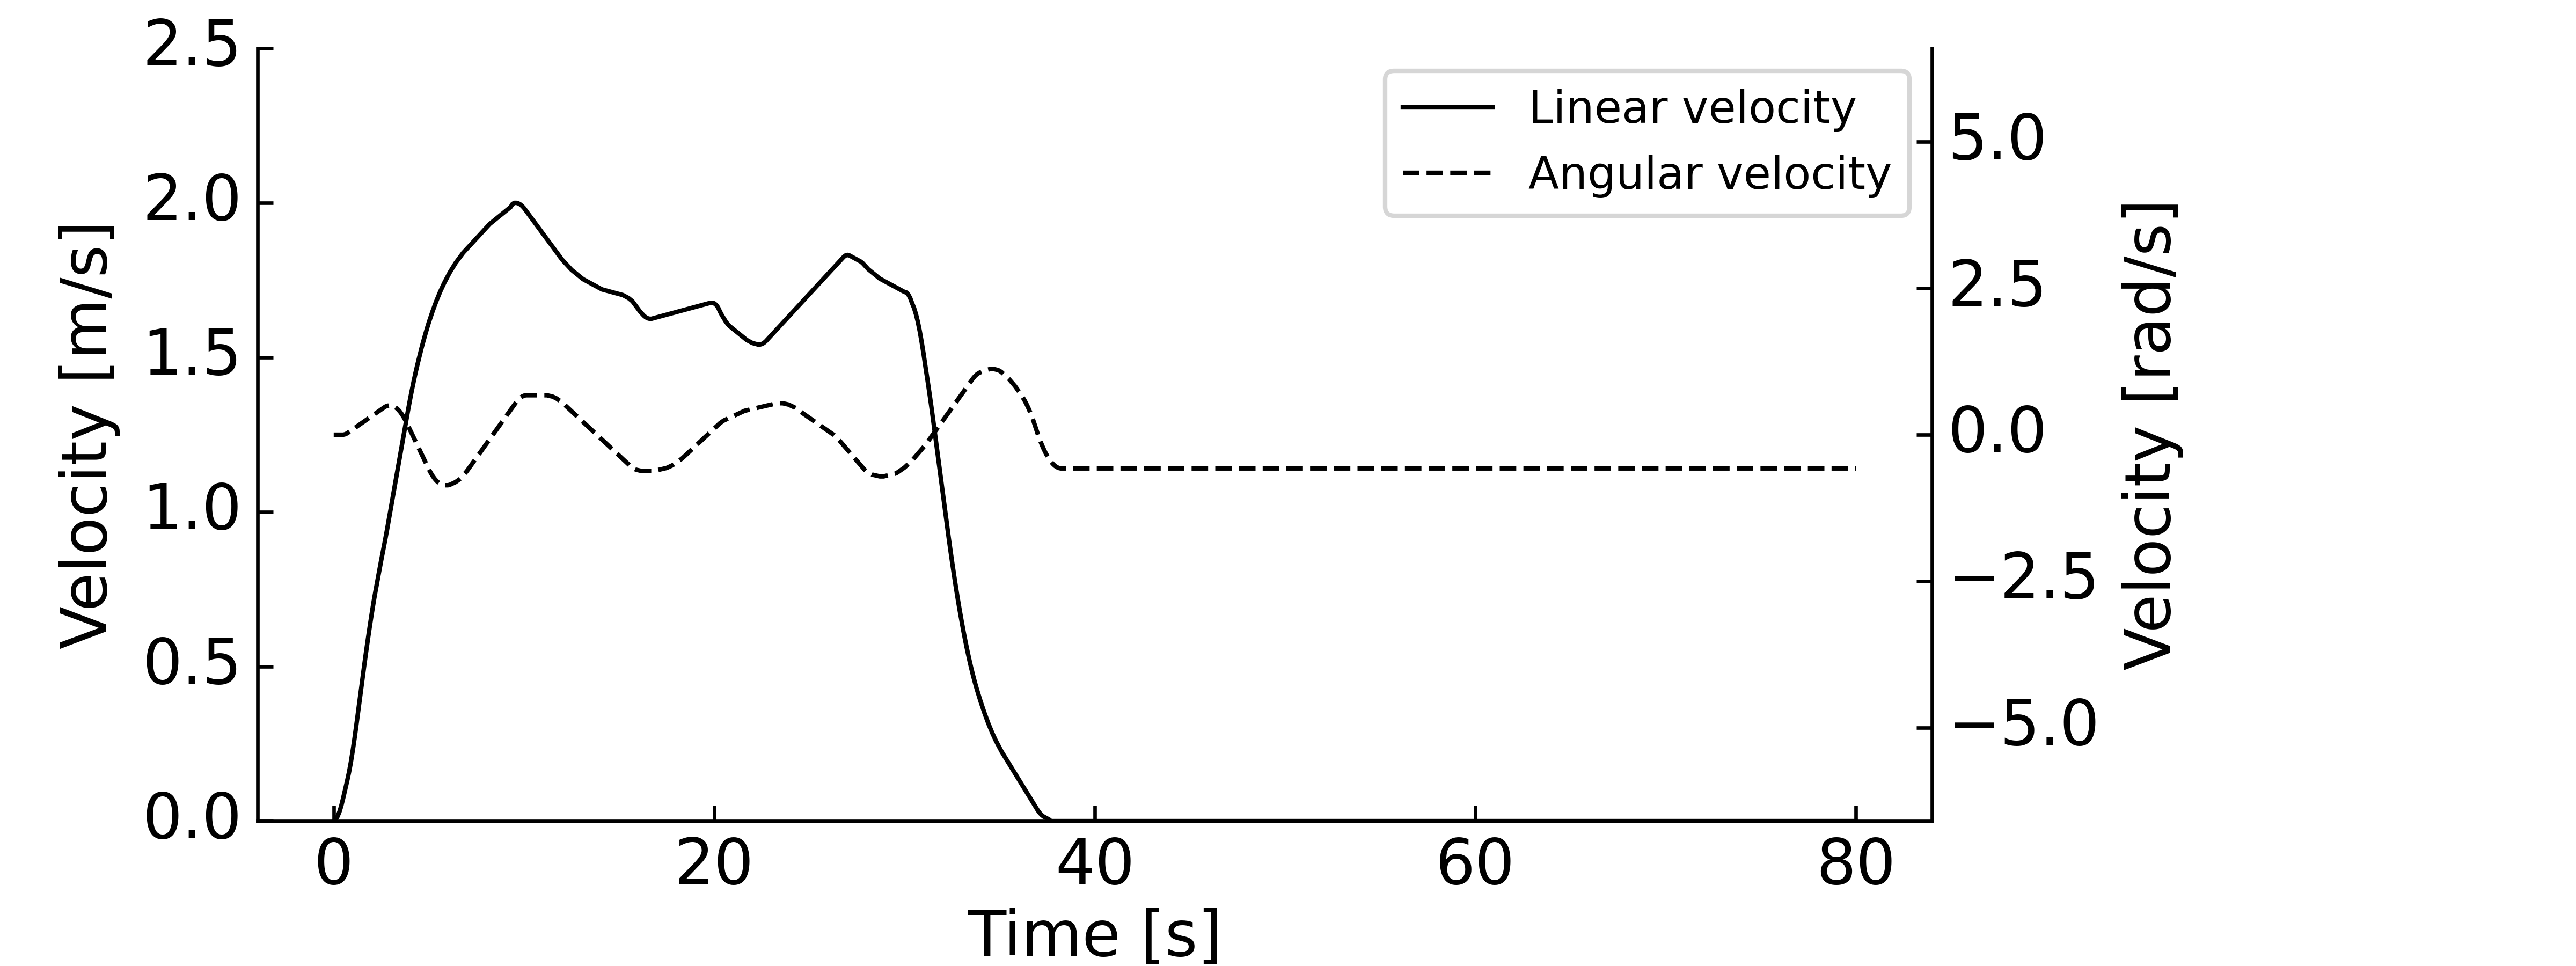 Velocity [m/s]
2.5
2.0
1.5
1.0
0.5
0.0
0 20 40 60 80
Time [s]
Linear velocity
Angular velocity
5.0
2.5
0.0
−2.5
−5.0
Velocity [rad/s]